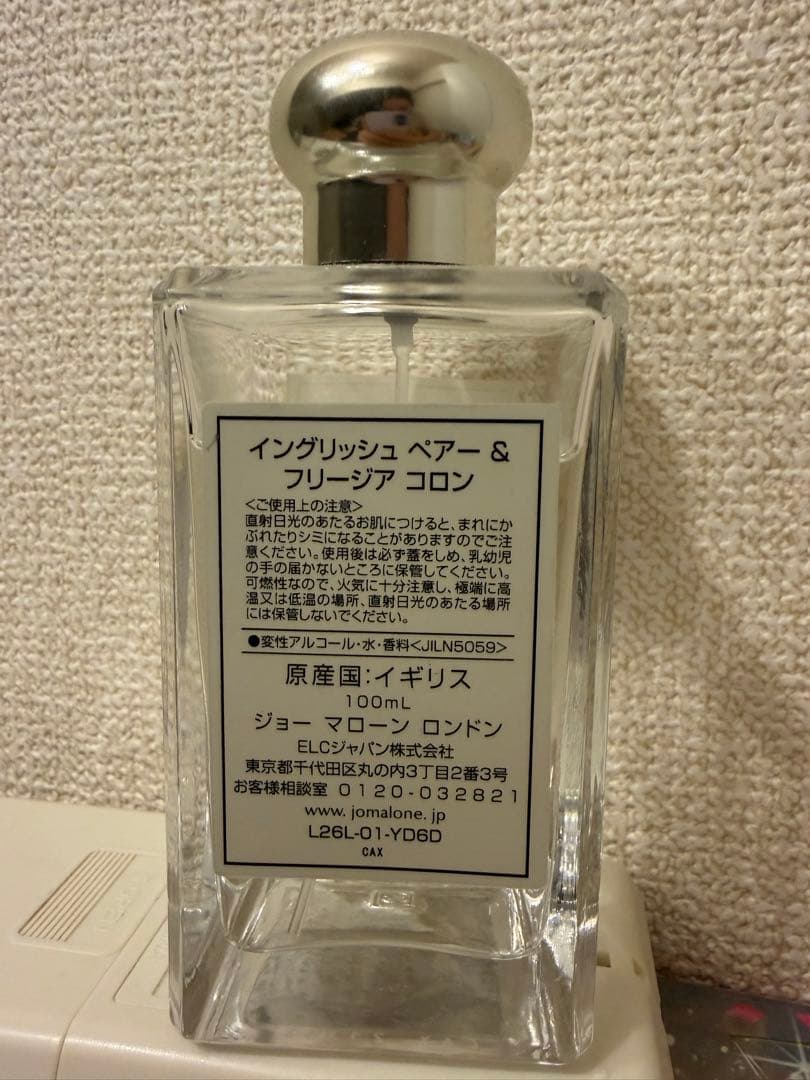 イングリッシュ ペアー &
フリージア コロン
<ご使用上の注意>
直射日光のあたるお肌につけると、まれにか
ぶれたりシミになることがありますのでご注
意ください。使用後は必ず蓋をしめ、乳幼児
の手の届かないところに保管してください。
可燃性なので、火気に十分注意し、極端に高
温又は低温の場所、直射日光のあたる場所
には保管しないでください。
●変性アルコール・水・香料<JILN5059>
原産国:イギリス
100mL
ジョー マローン ロンドン
ELCジャパン株式会社
東京都千代田区丸の内3丁目2番3号
お客様相談室 0120-032821
www. jomalone. jp
L26L-01-YD6D
CAX